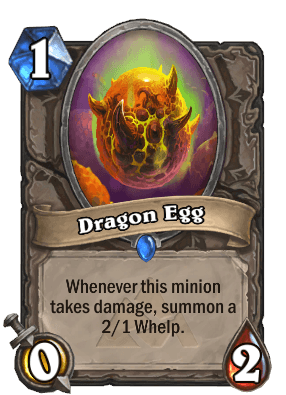 1
Dragon Egg
Whenever this minion
takes damage, summon a
2/1 Whelp.
0
2